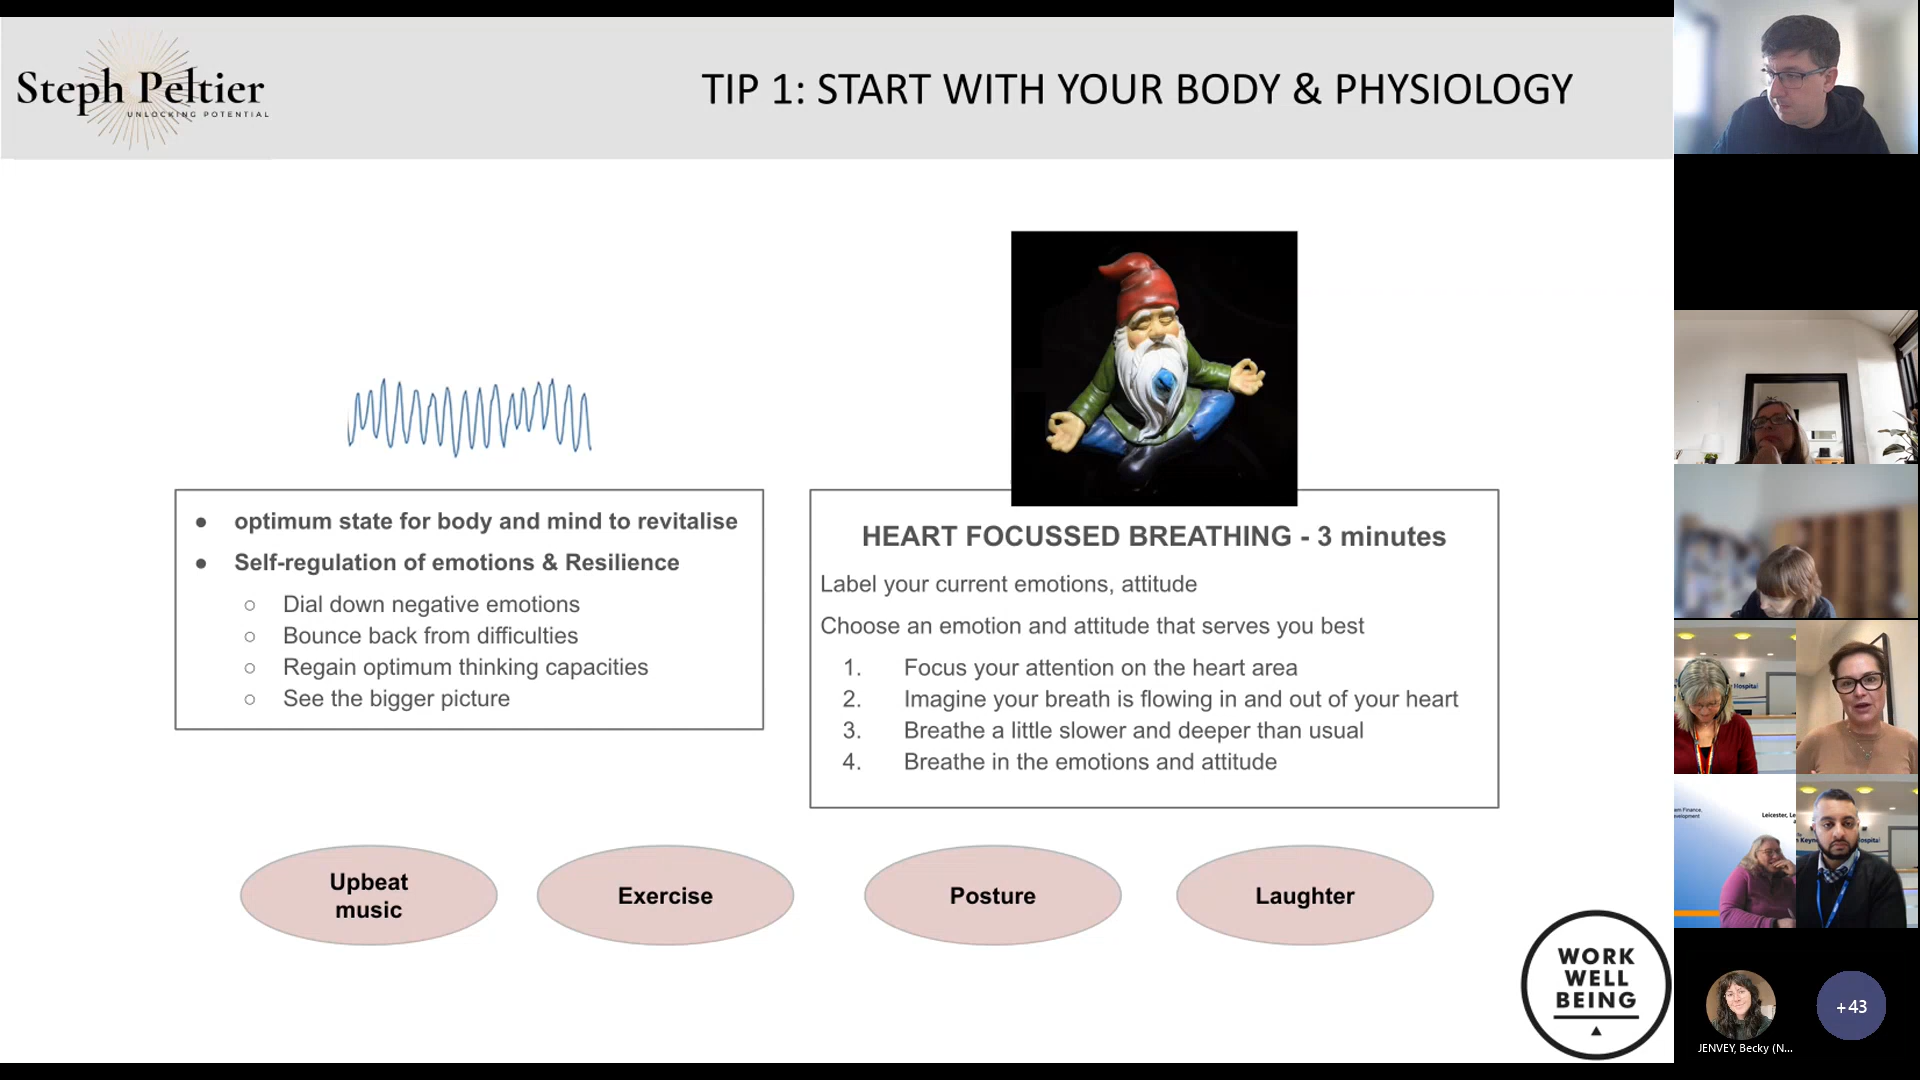 Steph Peltier
UNLOCKING POTENTIAL
TIP 1: START WITH YOUR BODY & PHYSIOLOGY
● optimum state for body and mind to revitalise
● Self-regulation of emotions & Resilience
○ Dial down negative emotions
○ Bounce back from difficulties
○ Regain optimum thinking capacities
○ See the bigger picture
HEART FOCUSSED BREATHING - 3 minutes
Label your current emotions, attitude
Choose an emotion and attitude that serves you best
1. Focus your attention on the heart area
2. Imagine your breath is flowing in and out of your heart
3. Breathe a little slower and deeper than usual
4. Breathe in the emotions and attitude
Upbeat
music
Exercise
Posture
Laughter
WORK
WELL
BEING
Hospital
Finance,
Leicester, Le
Hospital
JENVEY, Becky (N...
+43